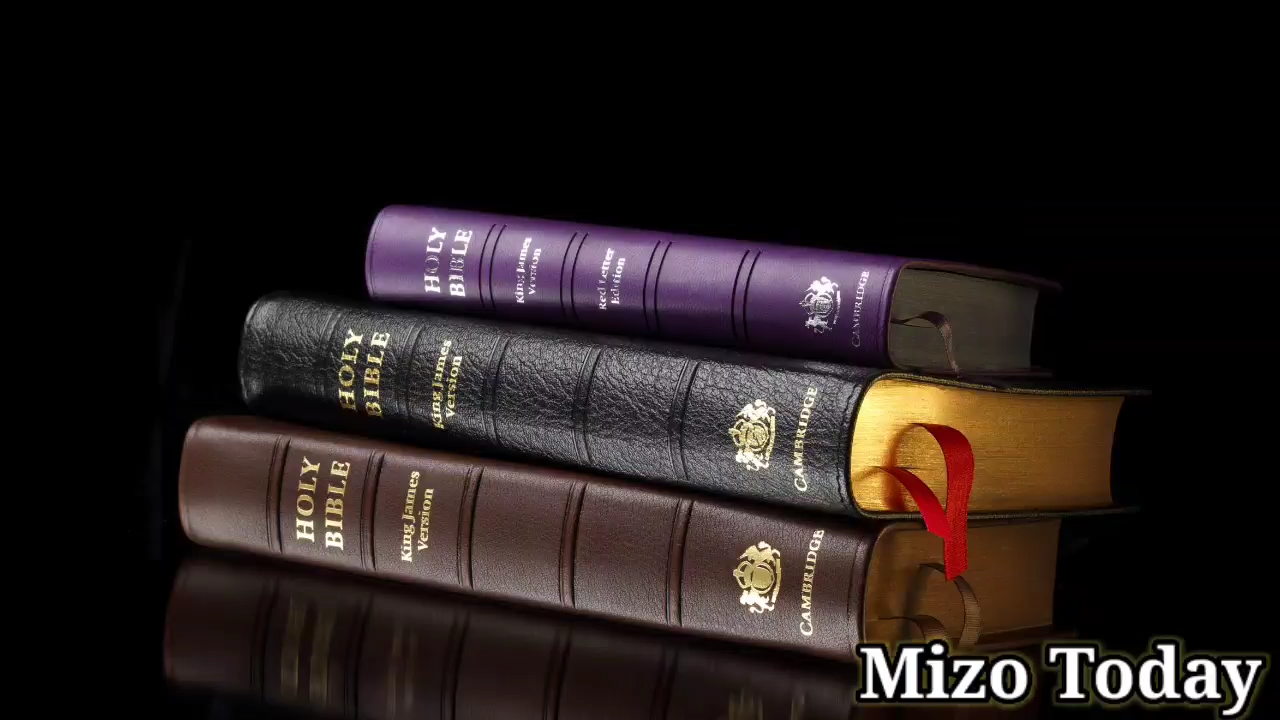 HOLY
BIBLE
King James
Version
Red Letter
Edition
CAMBRIDGE
HOLY
BIBLE
King James
Version
CAMBRIDGE
HOLY
BIBLE
King James
Version
CAMBRIDGE
Mizo Today